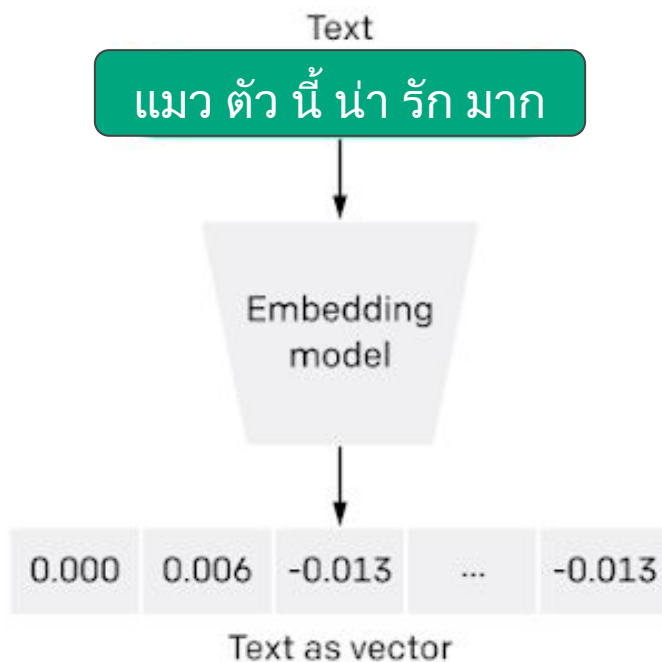 Text
แมว ตัว นี้ น่า รัก มาก
Embedding
model
0.000 0.006 -0.013 ... -0.013
Text as vector